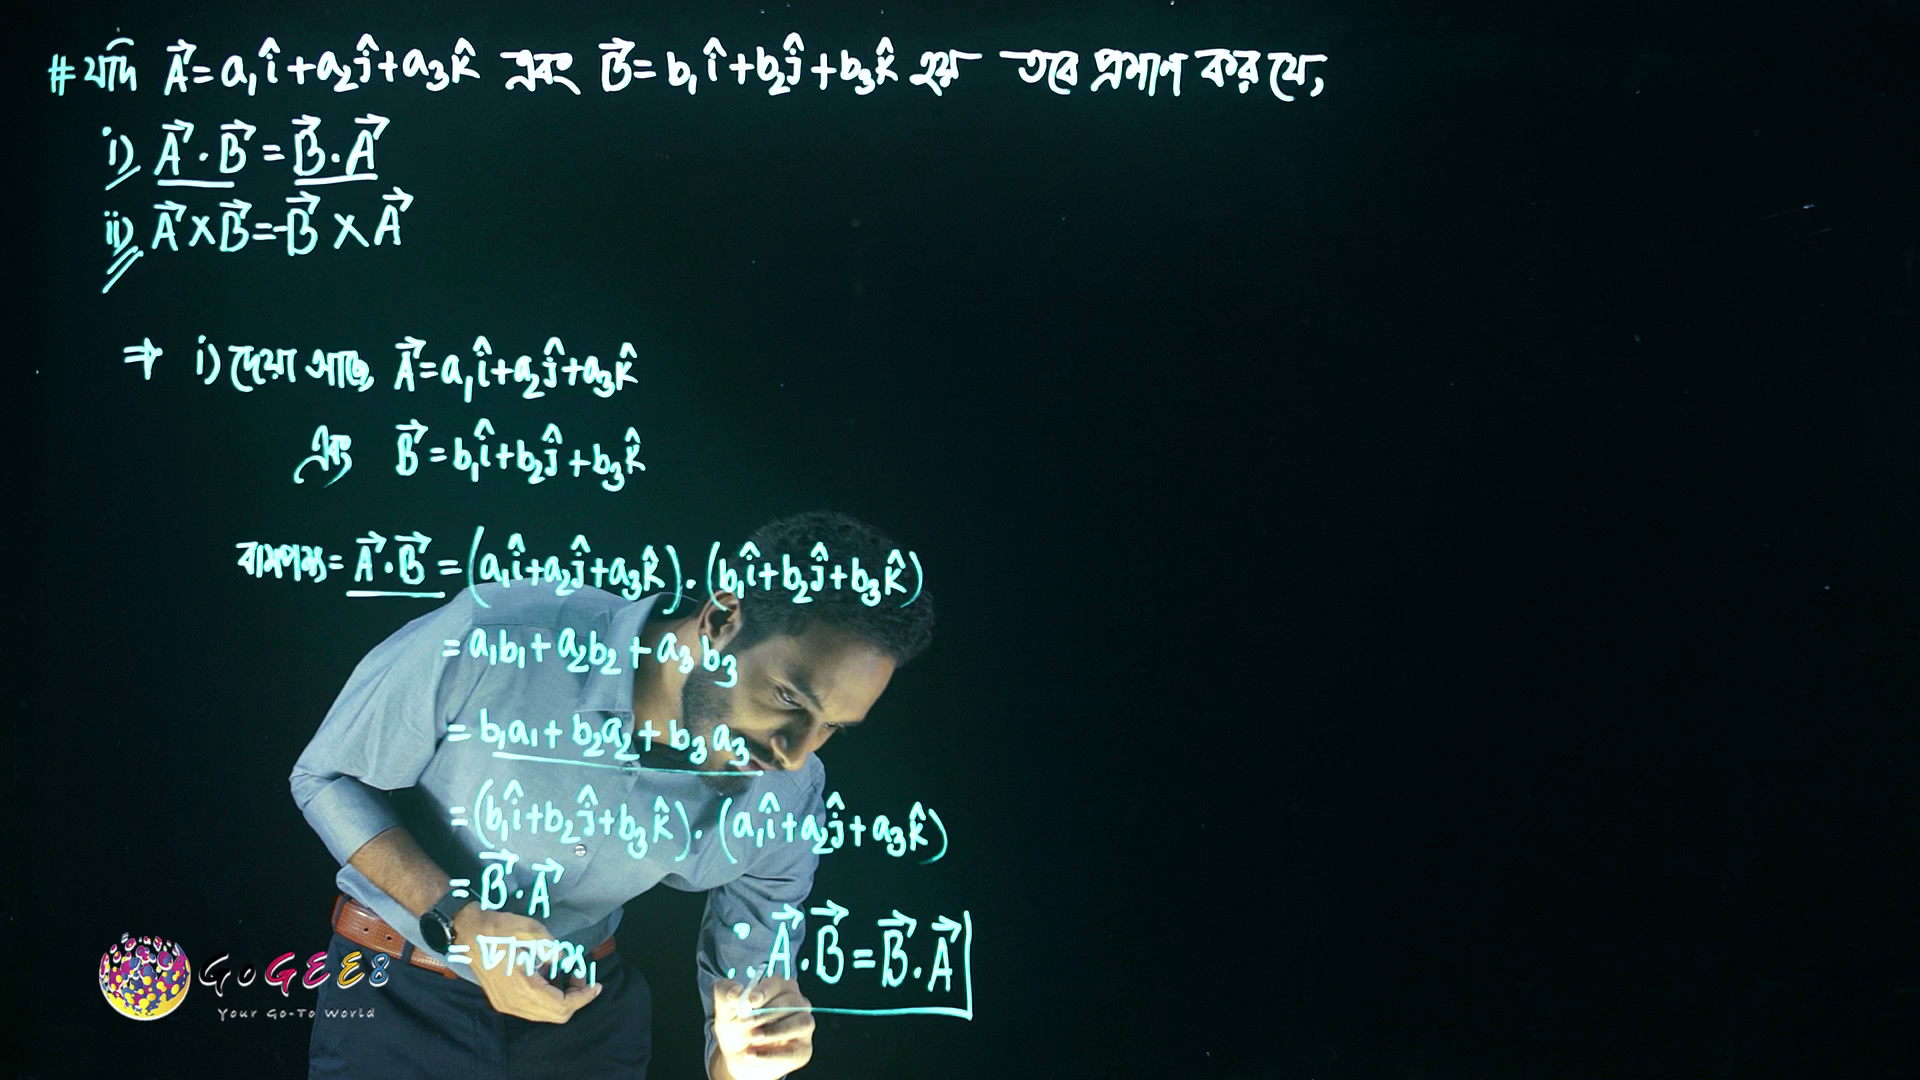 # যদি A⃗ = a₁î + a₂ĵ + a₃k̂ এবং B⃗ = b₁î + b₂ĵ + b₃k̂ হয় তবে প্রমাণ কর যে,
i) A⃗ · B⃗ = B⃗ · A⃗
ii) A⃗ × B⃗ = -B⃗ × A⃗
⇒ i) দেয়া আছে, A⃗ = a₁î + a₂ĵ + a₃k̂
এবং B⃗ = b₁î + b₂ĵ + b₃k̂
বামপক্ষ = A⃗ · B⃗ = (a₁î + a₂ĵ + a₃k̂) · (b₁î + b₂ĵ + b₃k̂)
= a₁b₁ + a₂b₂ + a₃b₃
= b₁a₁ + b₂a₂ + b₃a₃
= (b₁î + b₂ĵ + b₃k̂) · (a₁î + a₂ĵ + a₃k̂)
= B⃗ · A⃗
= ডানপক্ষ।
∴ A⃗ · B⃗ = B⃗ · A⃗
GoGEE8
Your Go-To World